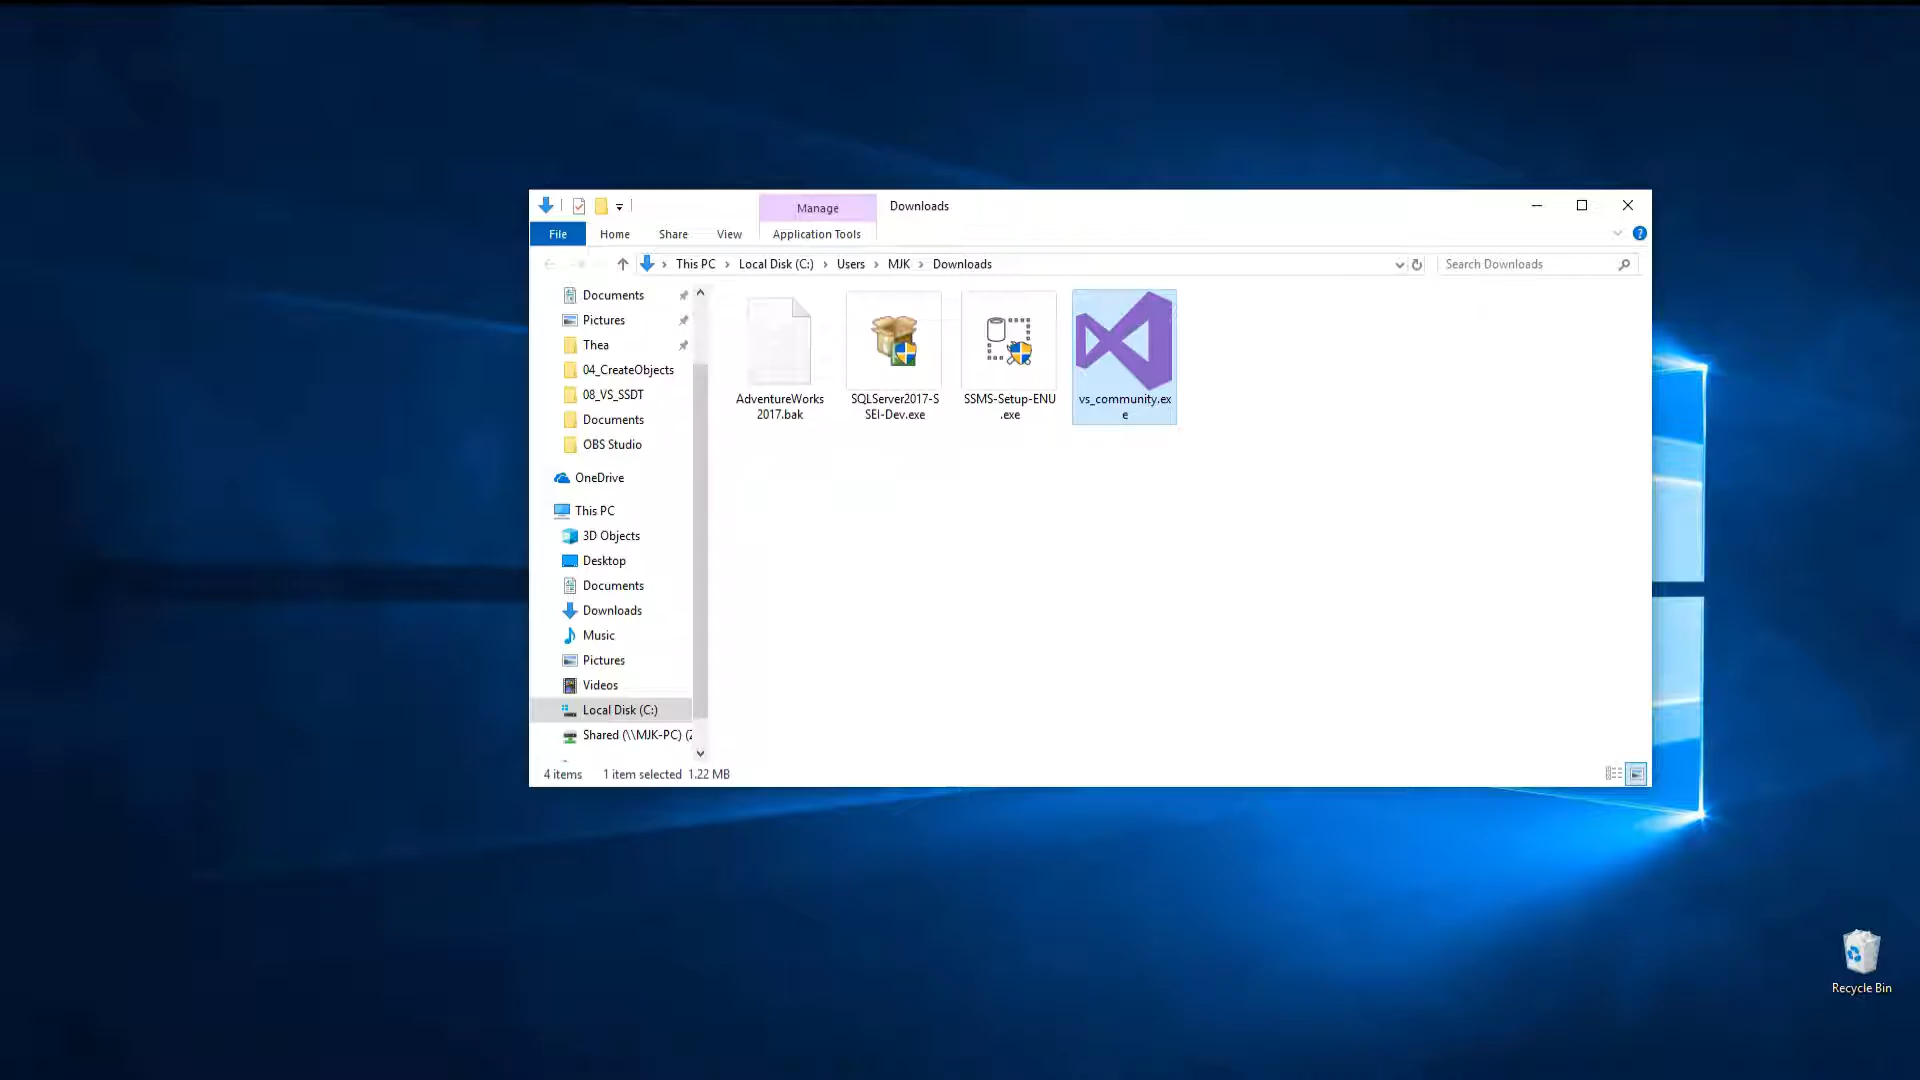 Manage
Downloads
File
Home
Share
View
Application Tools
?
This PC
Local Disk (C:)
Users
MJK
Downloads
Search Downloads
Documents
Pictures
Thea
04_CreateObjects
08_VS_SSDT
Documents
OBS Studio
OneDrive
This PC
3D Objects
Desktop
Documents
Downloads
Music
Pictures
Videos
Local Disk (C:)
Shared (\\MJK-PC) (Z
AdventureWorks
2017.bak
SQLServer2017-S
SEI-Dev.exe
SSMS-Setup-ENU
.exe
vs_community.ex
e
4 items
1 item selected 1.22 MB
Recycle Bin